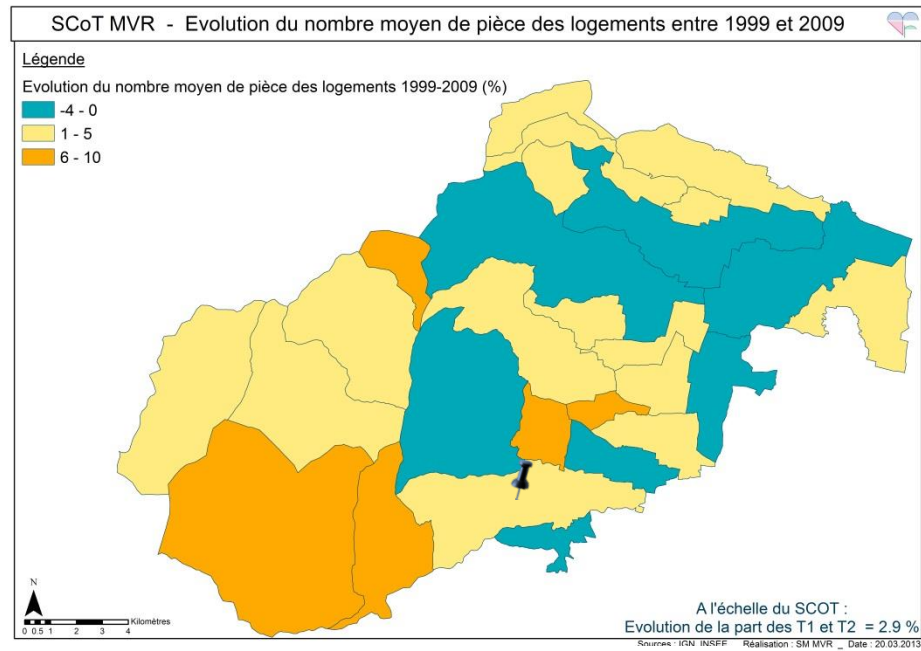 SCoT MVR - Evolution du nombre moyen de pièce des logements entre 1999 et 2009
Légende
Evolution du nombre moyen de pièce des logements 1999-2009 (%)
-4 - 0
1 - 5
6 - 10
N
0 0.5 1 2 3 4 Kilomètres
A l'échelle du SCOT :
Evolution de la part des T1 et T2 = 2.9 %
Sources : IGN, INSEE Réalisation : SM MVR _ Date : 20.03.2013